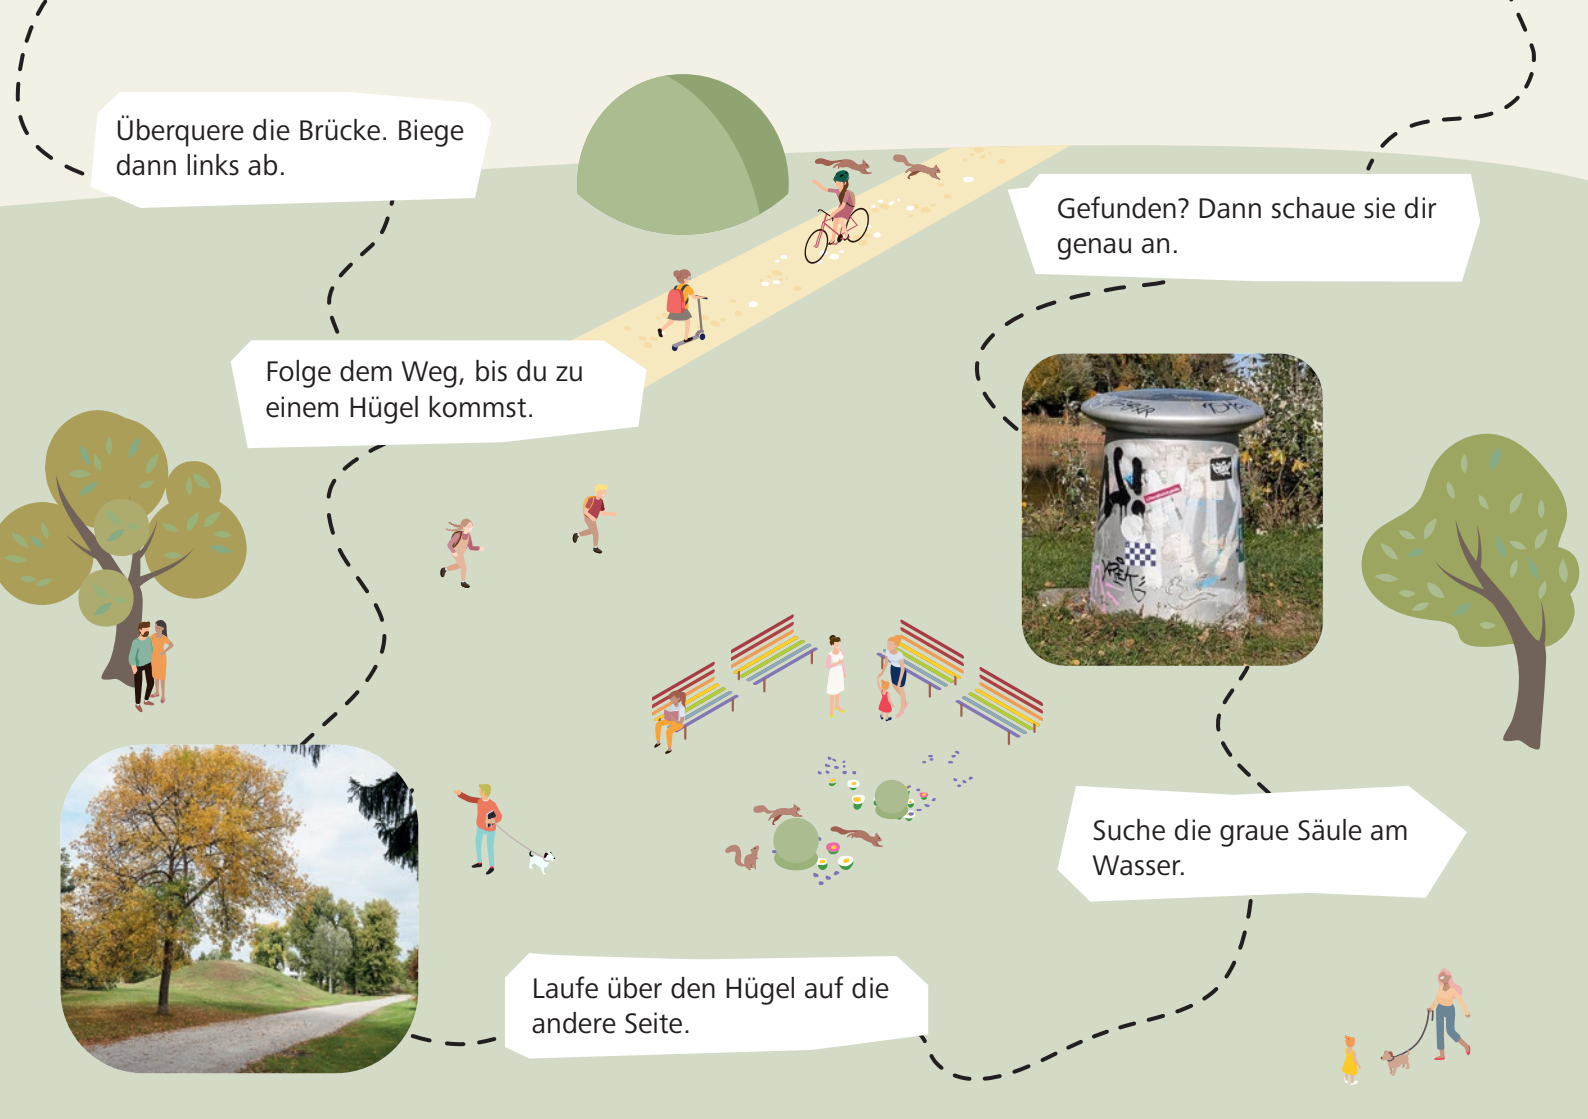 Überquere die Brücke. Biege
dann links ab.
Folge dem Weg, bis du zu
einem Hügel kommst.
Laufe über den Hügel auf die
andere Seite.
Suche die graue Säule am
Wasser.
Gefunden? Dann schaue sie dir
genau an.